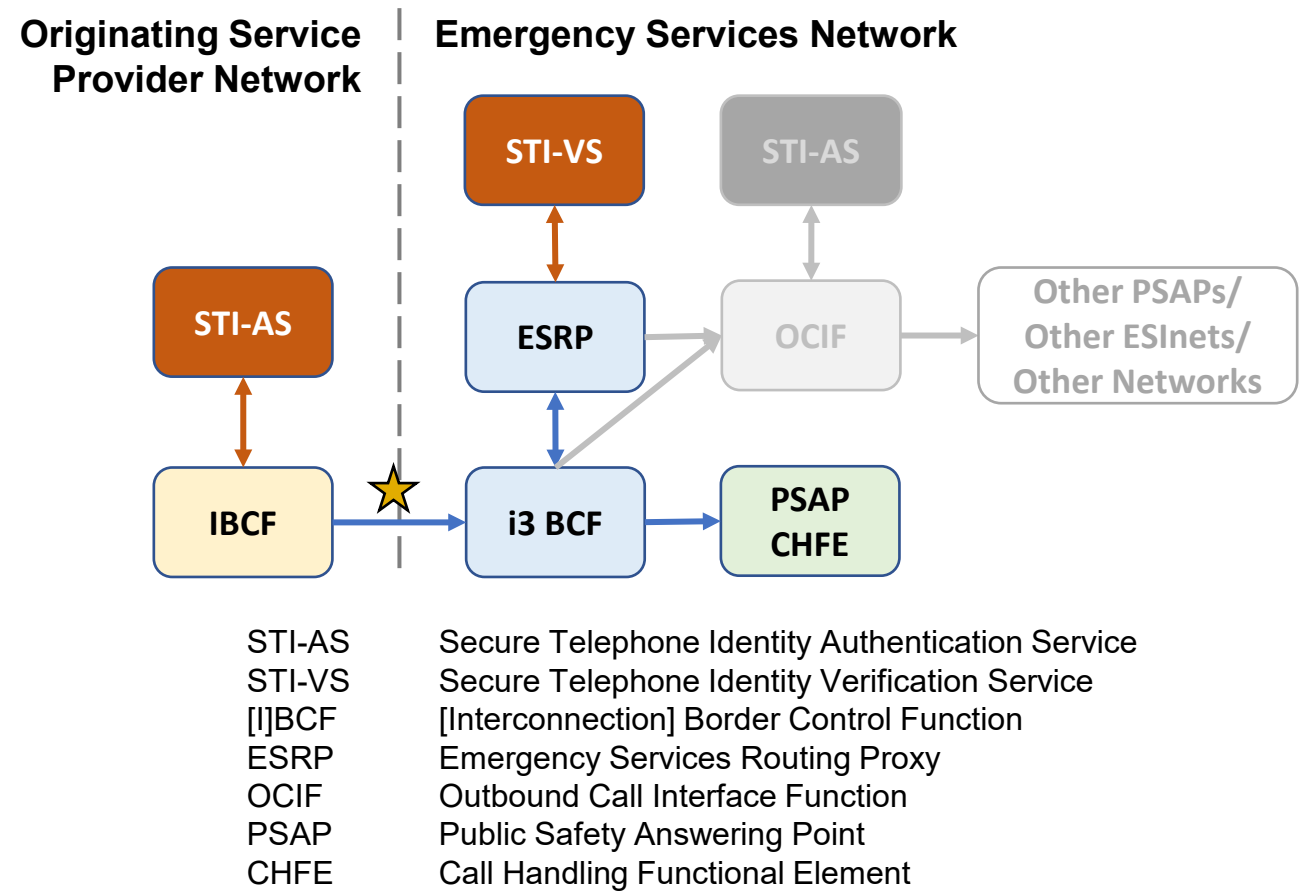 Originating Service
Provider Network
Emergency Services Network
STI-VS
STI-AS
STI-AS
ESRP
OCIF
Other PSAPs/
Other ESInets/
Other Networks
IBCF
i3 BCF
PSAP
CHFE
STI-AS Secure Telephone Identity Authentication Service
STI-VS Secure Telephone Identity Verification Service
[I]BCF [Interconnection] Border Control Function
ESRP Emergency Services Routing Proxy
OCIF Outbound Call Interface Function
PSAP Public Safety Answering Point
CHFE Call Handling Functional Element